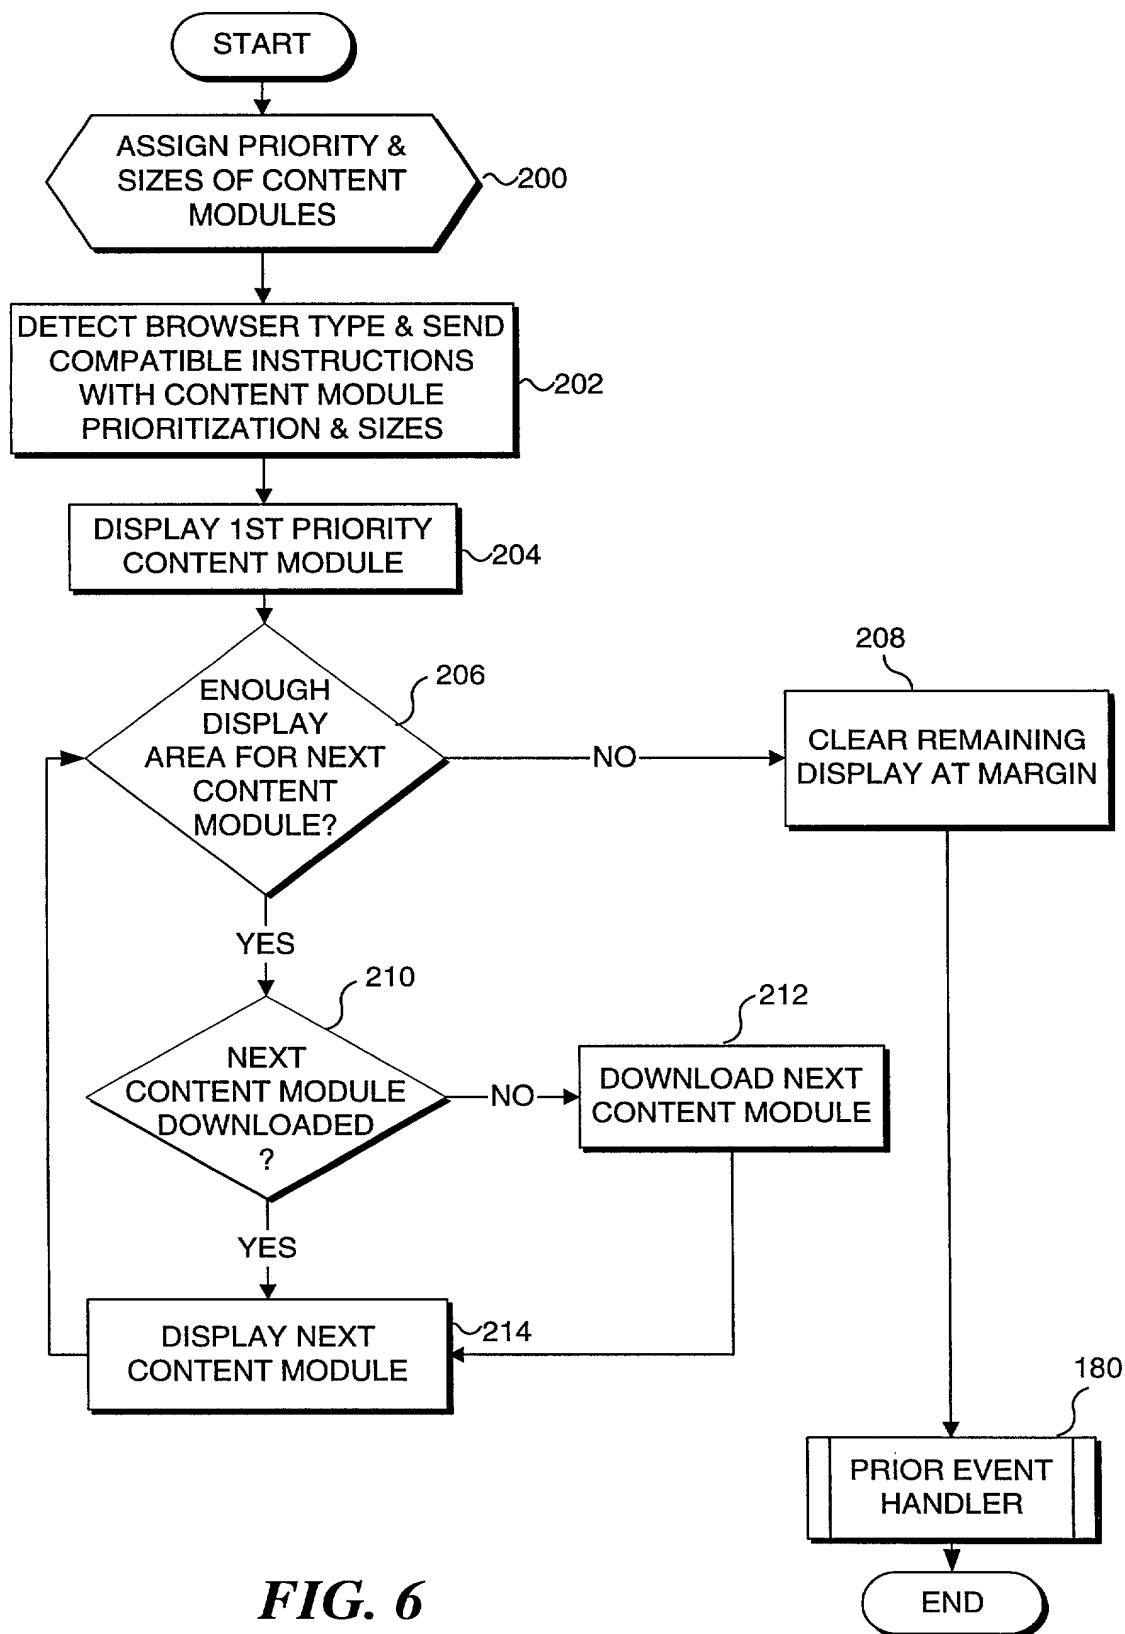 START
ASSIGN PRIORITY &
SIZES OF CONTENT
MODULES
200
DETECT BROWSER TYPE & SEND
COMPATIBLE INSTRUCTIONS
WITH CONTENT MODULE
PRIORITIZATION & SIZES
202
DISPLAY 1ST PRIORITY
CONTENT MODULE
204
ENOUGH
DISPLAY
AREA FOR NEXT
CONTENT
MODULE?
206
NO
208
CLEAR REMAINING
DISPLAY AT MARGIN
YES
210
NEXT
CONTENT MODULE
DOWNLOADED
?
NO
212
DOWNLOAD NEXT
CONTENT MODULE
YES
DISPLAY NEXT
CONTENT MODULE
214
180
PRIOR EVENT
HANDLER
END
FIG. 6